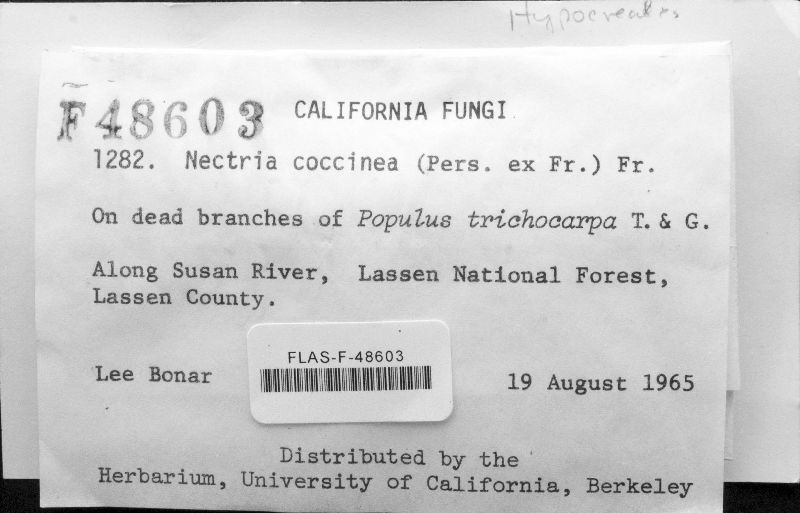 Hypocreales
F48603 CALIFORNIA FUNGI
1282. Nectria coccinea (Pers. ex Fr.) Fr.
On dead branches of Populus trichocarpa T. & G.
Along Susan River, Lassen National Forest,
Lassen County.
FLAS-F-48603
Lee Bonar 19 August 1965
Distributed by the
Herbarium, University of California, Berkeley